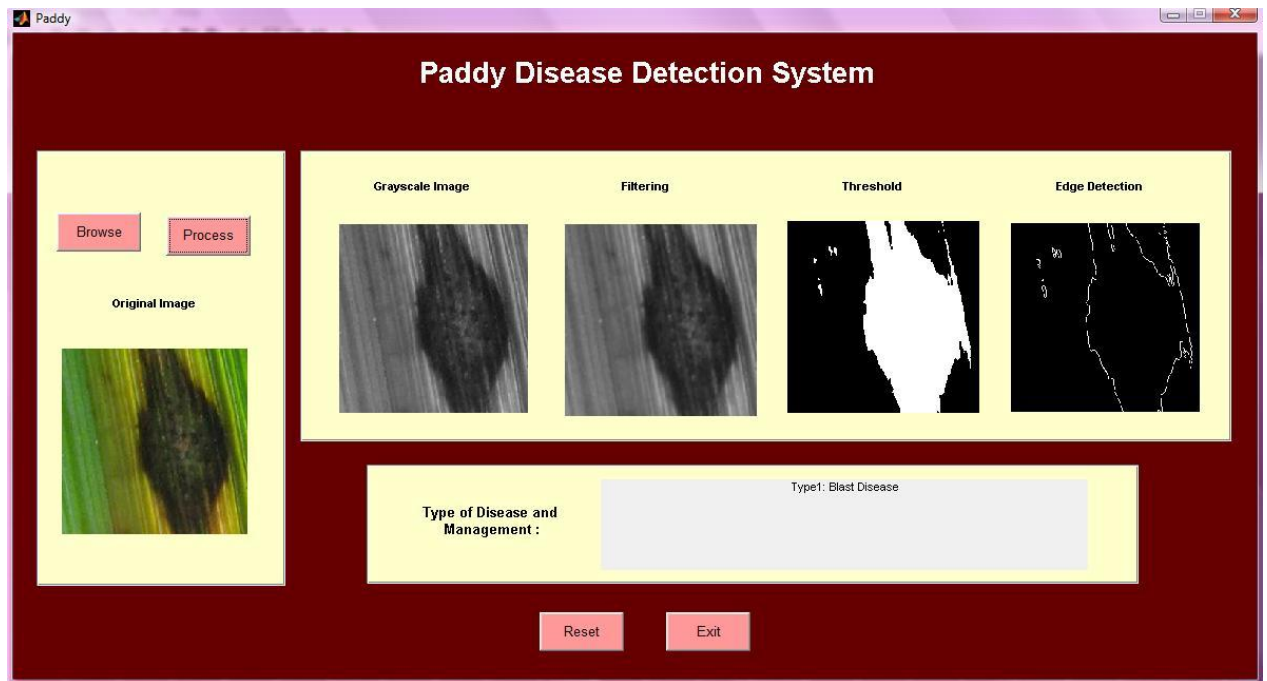 Paddy
Paddy Disease Detection System
Browse
Process
Original Image
Grayscale Image
Filtering
Threshold
Edge Detection
Type of Disease and
Management :
Type1: Blast Disease
Reset
Exit